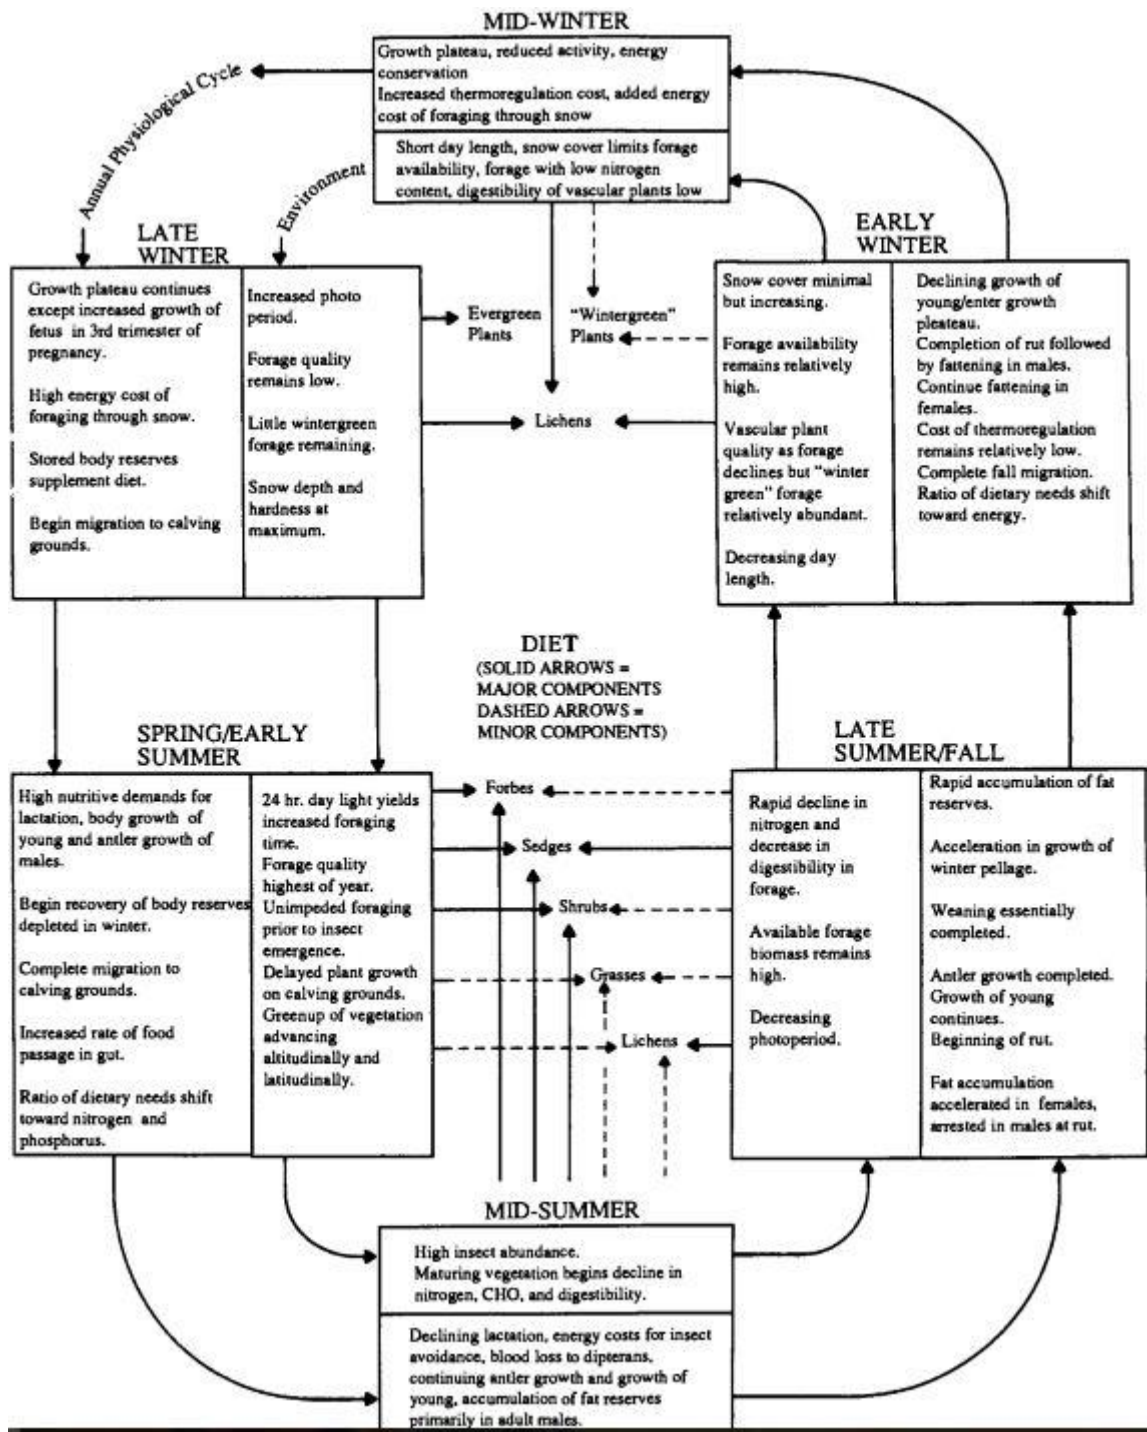 MID-WINTER
Growth plateau, reduced activity, energy
conservation
Increased thermoregulation cost, added energy
cost of foraging through snow
Short day length, snow cover limits forage
availability, forage with low nitrogen
content, digestibility of vascular plants low
Annual Physiological Cycle
Environment
LATE
WINTER
Growth plateau continues
except increased growth of
fetus in 3rd trimester of
pregnancy.
High energy cost of
foraging through snow.
Stored body reserves
supplement diet.
Begin migration to calving
grounds.
Increased photo
period.
Forage quality
remains low.
Little wintergreen
forage remaining.
Snow depth and
hardness at
maximum.
Evergreen
Plants
"Wintergreen"
Plants
Lichens
EARLY
WINTER
Snow cover minimal
but increasing.
Forage availability
remains relatively
high.
Vascular plant
quality as forage
declines but "winter
green" forage
relatively abundant.
Decreasing day
length.
Declining growth of
young/enter growth
pleateau.
Completion of rut followed
by fattening in males.
Continue fattening in
females.
Cost of thermoregulation
remains relatively low.
Complete fall migration.
Ratio of dietary needs shift
toward energy.
DIET
(SOLID ARROWS =
MAJOR COMPONENTS
DASHED ARROWS =
MINOR COMPONENTS)
SPRING/EARLY
SUMMER
High nutritive demands for
lactation, body growth of
young and antler growth of
males.
Begin recovery of body reserves
depleted in winter.
Complete migration to
calving grounds.
Increased rate of food
passage in gut.
Ratio of dietary needs shift
toward nitrogen and
phosphorus.
24 hr. day light yields
increased foraging
time.
Forage quality
highest of year.
Unimpeded foraging
prior to insect
emergence.
Delayed plant growth
on calving grounds.
Greenup of vegetation
advancing
altitudinally and
latitudinally.
Forbes
Sedges
Shrubs
Grasses
Lichens
LATE
SUMMER/FALL
Rapid decline in
nitrogen and
decrease in
digestibility in
forage.
Available forage
biomass remains
high.
Decreasing
photoperiod.
Rapid accumulation of fat
reserves.
Acceleration in growth of
winter pellage.
Weaning essentially
completed.
Antler growth completed.
Growth of young
continues.
Beginning of rut.
Fat accumulation
accelerated in females,
arrested in males at rut.
MID-SUMMER
High insect abundance.
Maturing vegetation begins decline in
nitrogen, CHO, and digestibility.
Declining lactation, energy costs for insect
avoidance, blood loss to dipterans,
continuing antler growth and growth of
young, accumulation of fat reserves
primarily in adult males.